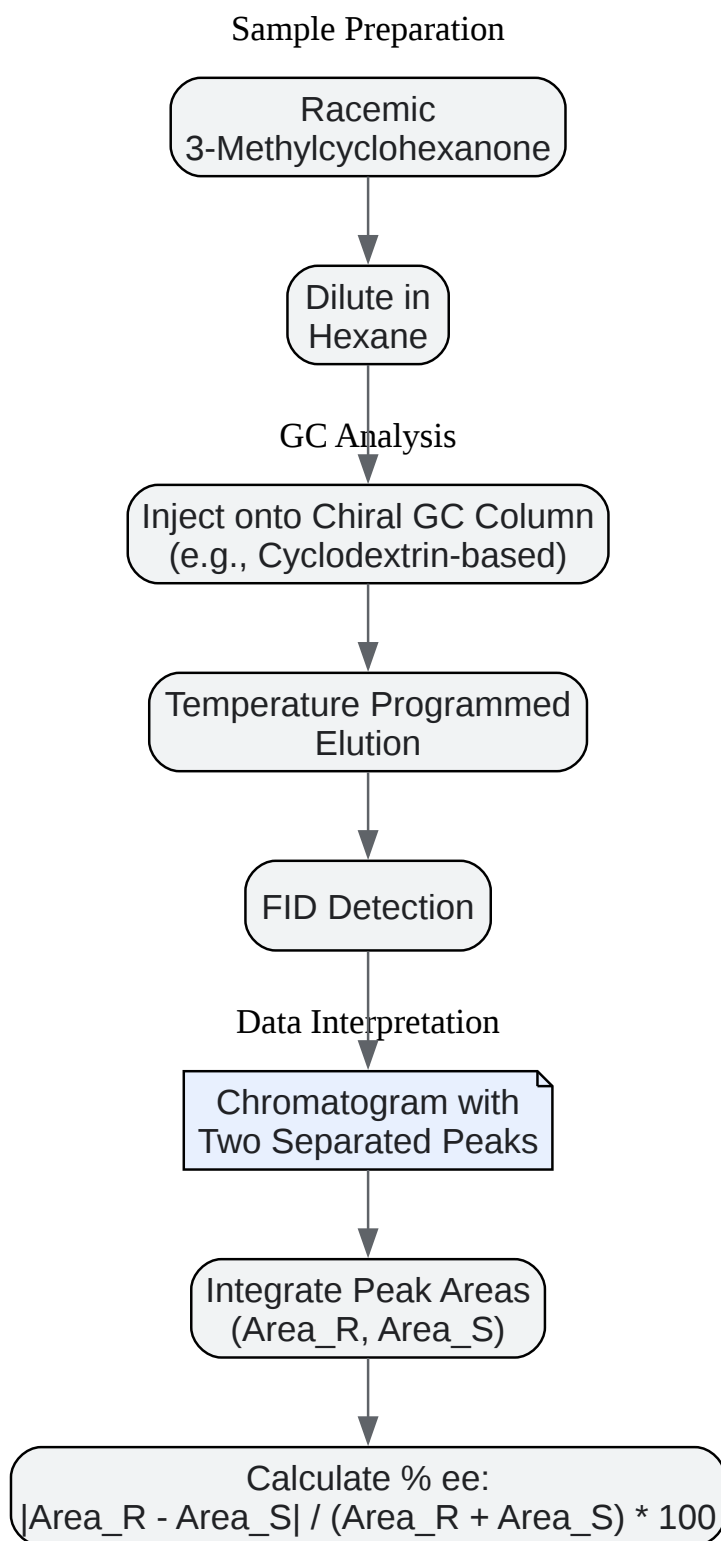 Sample Preparation
Racemic
3-Methylcyclohexanone
Dilute in
Hexane
GC Analysis
Inject onto Chiral GC Column
(e.g., Cyclodextrin-based)
Temperature Programmed
Elution
FID Detection
Data Interpretation
Chromatogram with
Two Separated Peaks
Integrate Peak Areas
(Area_R, Area_S)
Calculate % ee:
|Area_R - Area_S| / (Area_R + Area_S) * 100